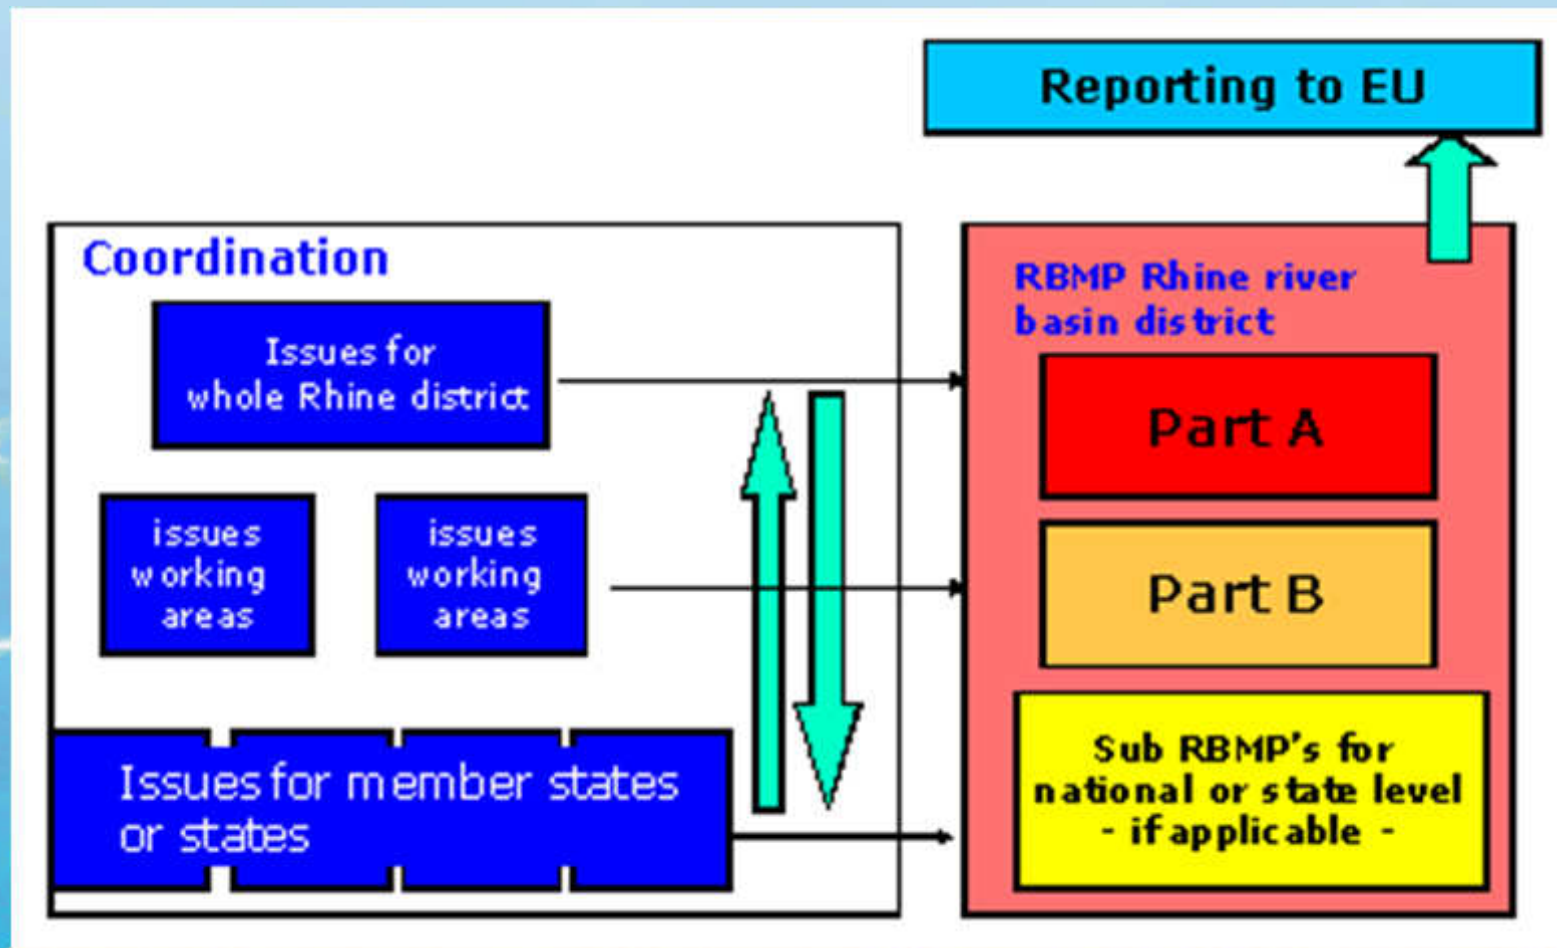 Reporting to EU
Coordination
Issues for
whole Rhine district
issues
working
areas
issues
working
areas
Issues for member states
or states
RBMP Rhine river
basin district
Part A
Part B
Sub RBMP's for
national or state level
- if applicable -